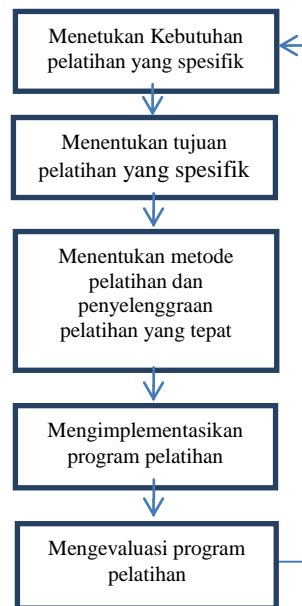 Menetukan Kebutuhan
pelatihan yang spesifik
Menentukan tujuan
pelatihan yang spesifik
Menentukan metode
pelatihan dan
penyelenggraan
pelatihan yang tepat
Mengimplementasikan
program pelatihan
Mengevaluasi program
pelatihan